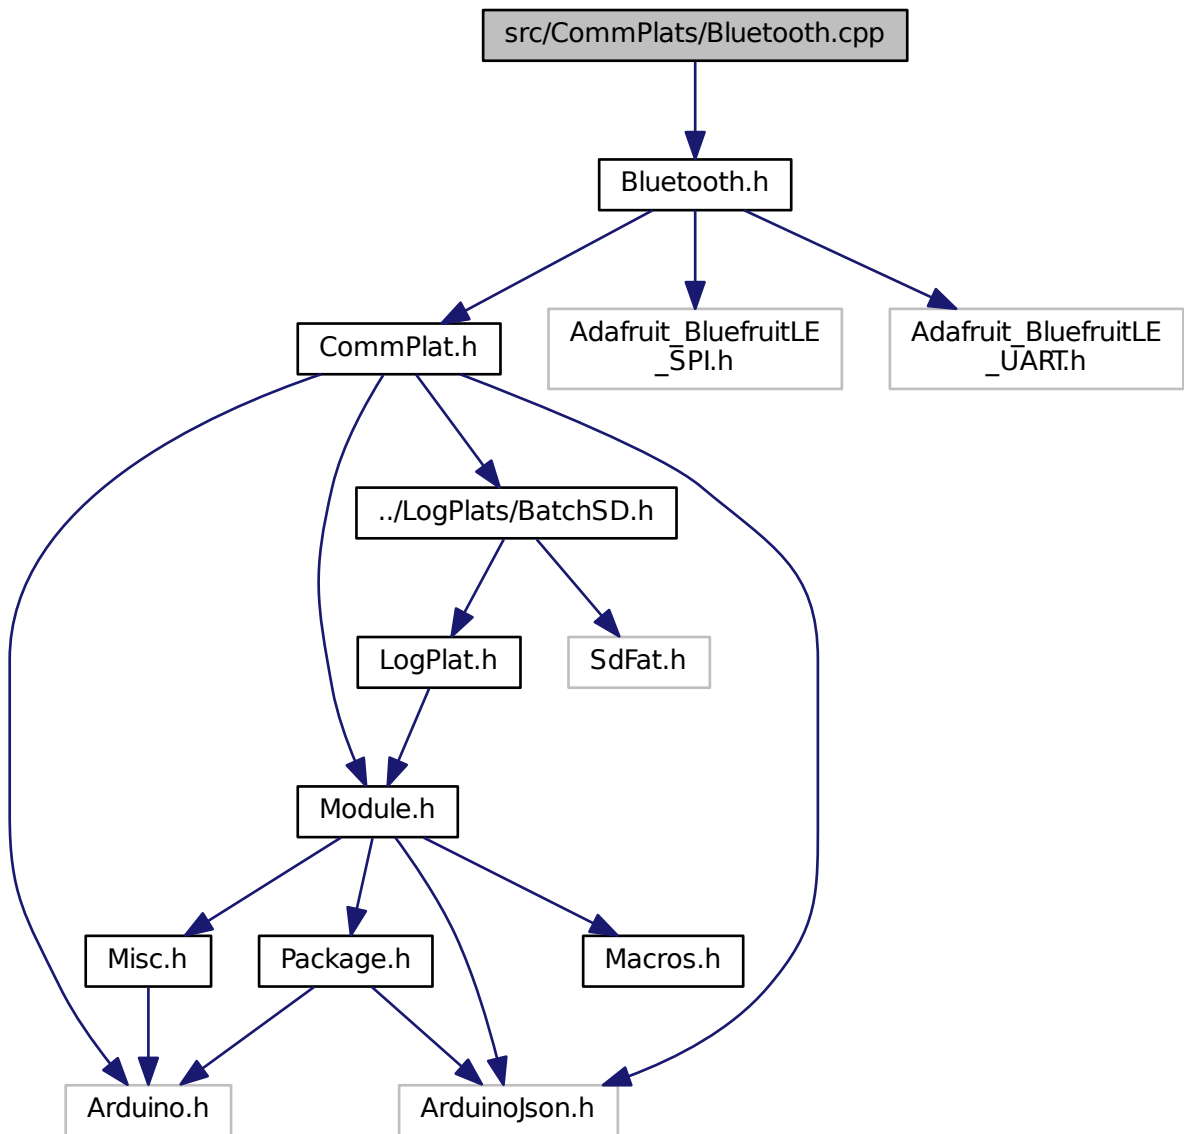 src/CommPlats/Bluetooth.cpp
Bluetooth.h
CommPlat.h
Adafruit_BluefruitLE
_SPI.h
Adafruit_BluefruitLE
_UART.h
../LogPlats/BatchSD.h
LogPlat.h
SdFat.h
Module.h
Misc.h
Package.h
Macros.h
Arduino.h
ArduinoJson.h